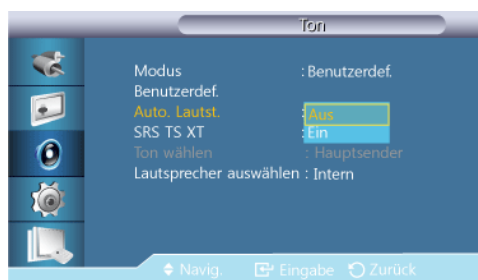 Ton
Modus : Benutzerdef.
Benutzerdef.
Auto. Lautst. : Aus
SRS TS XT : Ein
Ton wählen : Hauptsender
Lautsprecher auswählen : Intern
Navig. Eingabe Zurück